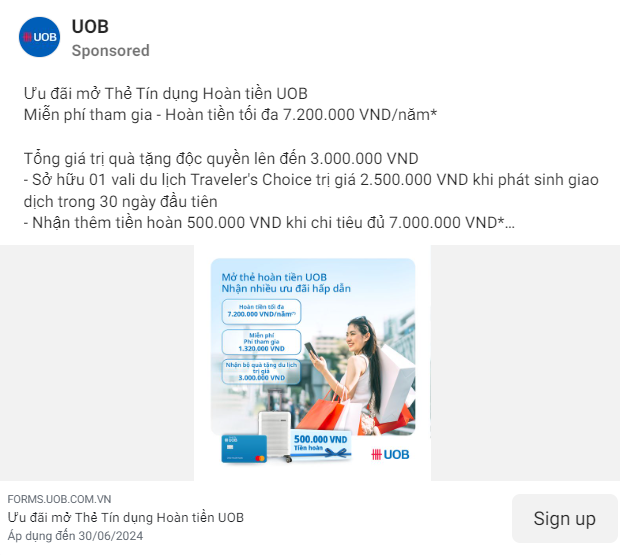 UOB
UOB
Sponsored
Ưu đãi mở Thẻ Tín dụng Hoàn tiền UOB
Miễn phí tham gia - Hoàn tiền tối đa 7.200.000 VND/năm*
Tổng giá trị quà tặng độc quyền lên đến 3.000.000 VND
- Sở hữu 01 vali du lịch Traveler's Choice trị giá 2.500.000 VND khi phát sinh giao
dịch trong 30 ngày đầu tiên
- Nhận thêm tiền hoàn 500.000 VND khi chi tiêu đủ 7.000.000 VND*...
Mở thẻ hoàn tiền UOB
Nhận nhiều ưu đãi hấp dẫn
Hoàn tiền tối đa
7.200.000 VND/năm(*)
Miễn phí
Phí tham gia
1.320.000 VND
Nhận bộ quà tặng du lịch
trị giá
3.000.000 VND
UOB
500.000 VND
Tiền hoàn
UOB
FORMS.UOB.COM.VN
Ưu đãi mở Thẻ Tín dụng Hoàn tiền UOB
Áp dụng đến 30/06/2024
Sign up